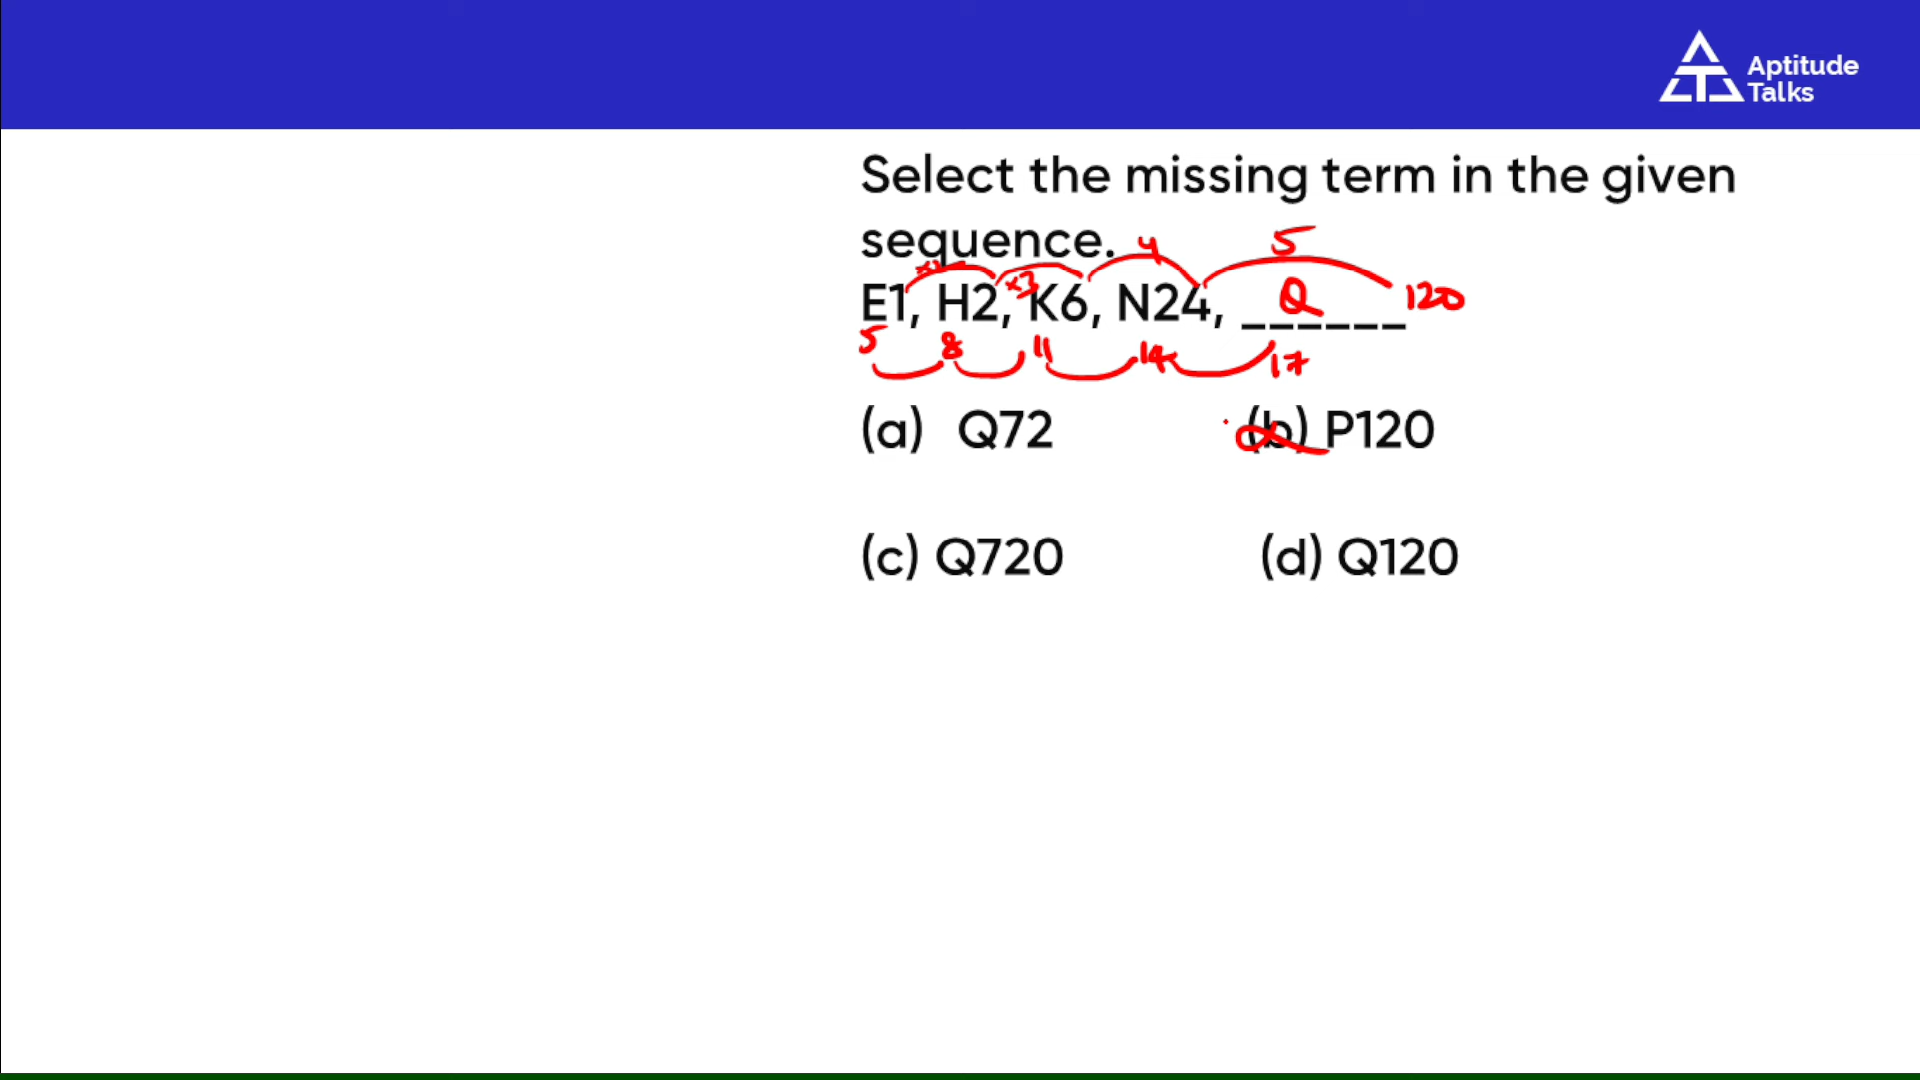 Aptitude
Talks
Select the missing term in the given
sequence. 4 5
×3 Q 120
E1, H2, K6, N24, ______
5 8 11 14 17
(a) Q72 (b) P120
(c) Q720 (d) Q120